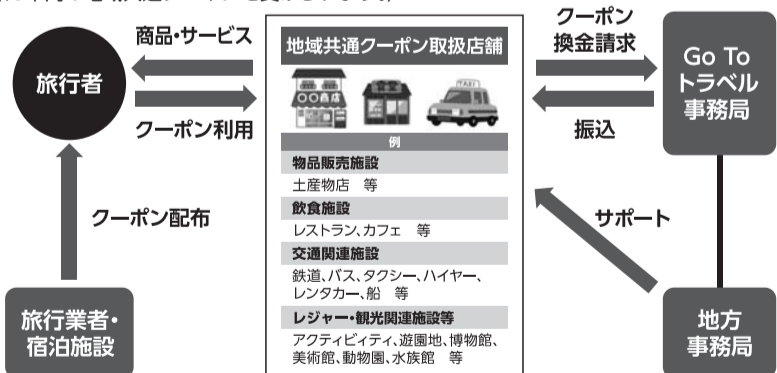 商品・サービス
旅行者
クーポン利用
クーポン配布
旅行業者・
宿泊施設
地域共通クーポン取扱店舗
○○商店
TAXI
例
物品販売施設
土産物店 等
飲食施設
レストラン、カフェ 等
交通関連施設
鉄道、バス、タクシー、ハイヤー、
レンタカー、船 等
レジャー・観光関連施設等
アクティビィティ、遊園地、博物館、
美術館、動物園、水族館 等
クーポン
換金請求
振込
サポート
Go To
トラベル
事務局
地方
事務局